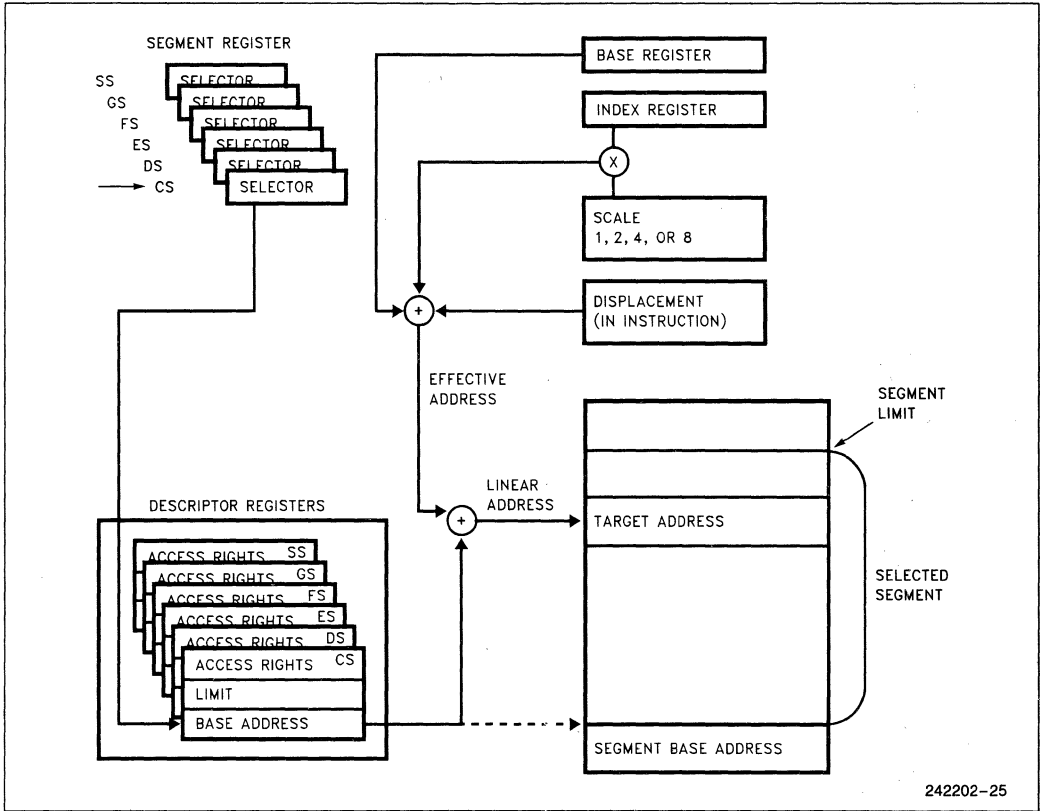 SEGMENT REGISTER
SS
SELECTOR
GS
SELECTOR
FS
SELECTOR
ES
SELECTOR
DS
SELECTOR
CS
SELECTOR
BASE REGISTER
INDEX REGISTER
X
SCALE
1, 2, 4, OR 8
+
DISPLACEMENT
(IN INSTRUCTION)
EFFECTIVE
ADDRESS
SEGMENT
LIMIT
LINEAR
ADDRESS
+
TARGET ADDRESS
SELECTED
SEGMENT
DESCRIPTOR REGISTERS
ACCESS RIGHTS SS
ACCESS RIGHTS GS
ACCESS RIGHTS FS
ACCESS RIGHTS ES
ACCESS RIGHTS DS
ACCESS RIGHTS CS
LIMIT
BASE ADDRESS
SEGMENT BASE ADDRESS
242202-25